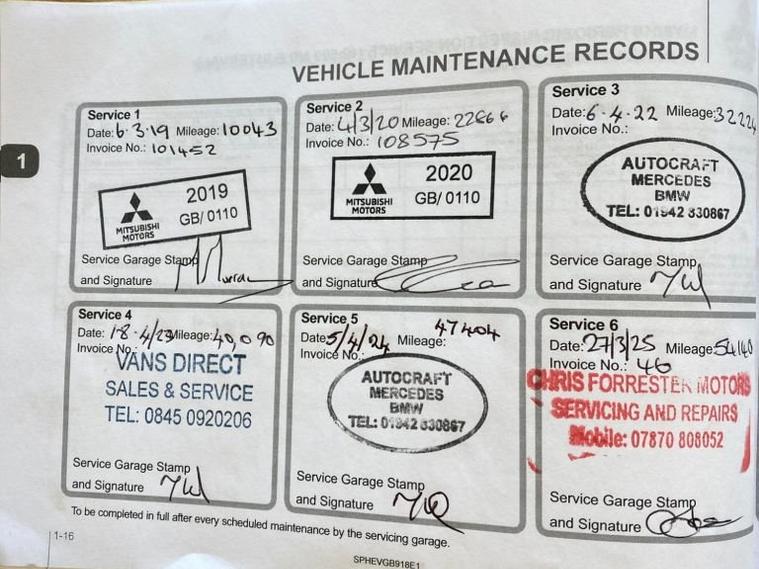 VEHICLE MAINTENANCE RECORDS
1
Service 1
Date: 6.3.19 Mileage: 10043
Invoice No.: 101452
2019
GB/ 0110
MITSUBISHI
MOTORS
Service Garage Stamp
and Signature
Service 2
Date: 4/3/20 Mileage: 22866
Invoice No.: 108575
2020
GB/ 0110
MITSUBISHI
MOTORS
Service Garage Stamp
and Signature
Service 3
Date: 6.4.22 Mileage: 32224
Invoice No.:
AUTOCRAFT
MERCEDES
BMW
TEL: 01942 830867
Service Garage Stamp
and Signature
Service 4
Date: 18.4/23 Mileage: 40,090
Invoice No.
VANS DIRECT
SALES & SERVICE
TEL: 0845 0920206
Service Garage Stamp
and Signature
Service 5
Date: 5/4/24 Mileage: 47404
Invoice No.:
AUTOCRAFT
MERCEDES
BMW
TEL: 01942 830867
Service Garage Stamp
and Signature
Service 6
Date: 27/3/25 Mileage: 54140
Invoice No.: 46
CHRIS FORRESTER MOTORS
SERVICING AND REPAIRS
Mobile: 07870 808052
Service Garage Stamp
and Signature
To be completed in full after every scheduled maintenance by the servicing garage.
1-16
SPHEVGB918E1